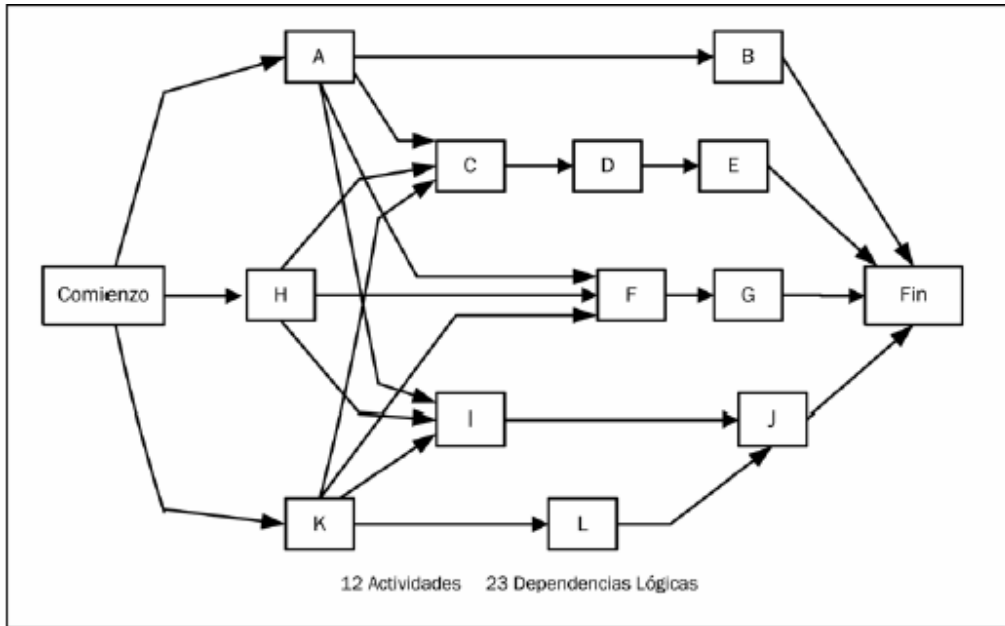 A
B
C
D
E
Comienzo
H
F
G
Fin
I
J
K
L
12 Actividades 23 Dependencias Lógicas